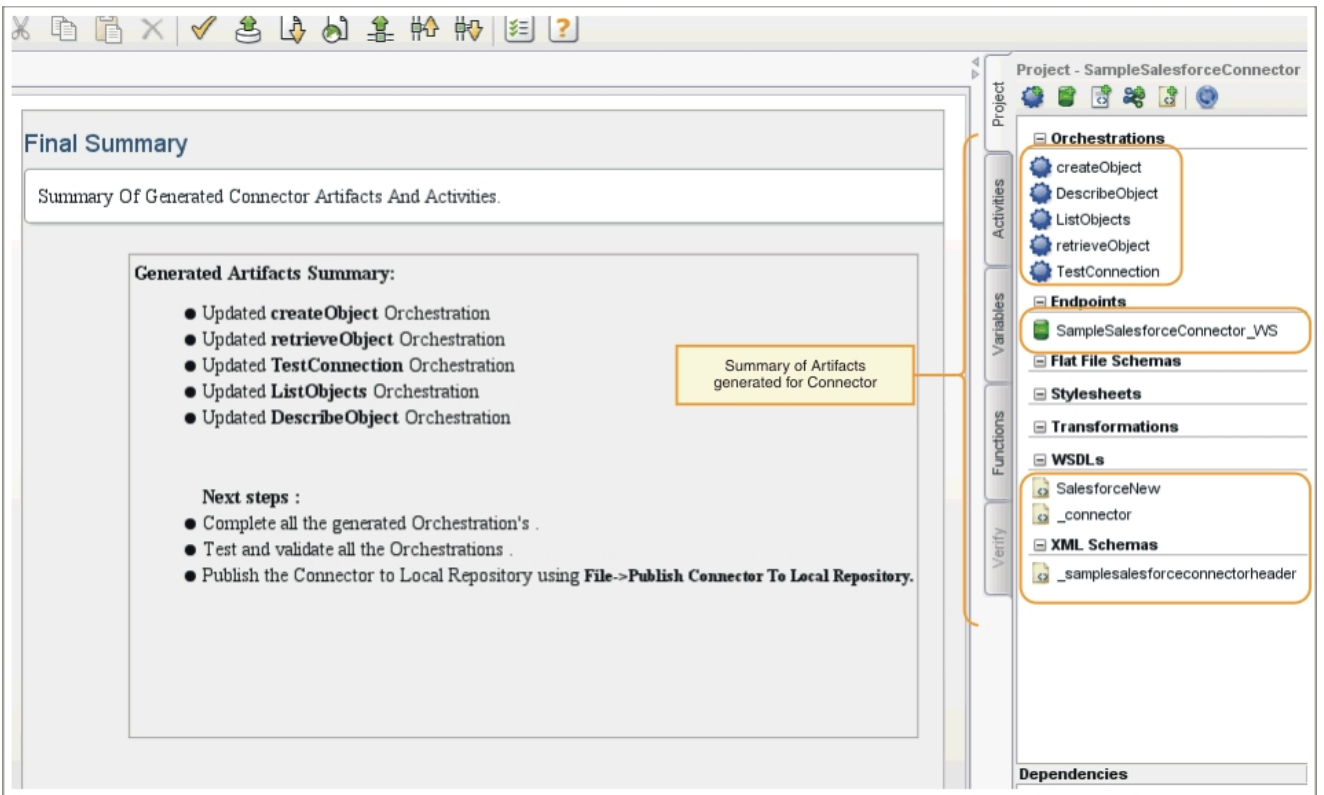 Final Summary
Summary Of Generated Connector Artifacts And Activities.
Generated Artifacts Summary:
● Updated createObject Orchestration
● Updated retrieveObject Orchestration
● Updated TestConnection Orchestration
● Updated ListObjects Orchestration
● Updated DescribeObject Orchestration
Next steps :
● Complete all the generated Orchestration's .
● Test and validate all the Orchestrations .
● Publish the Connector to Local Repository using File->Publish Connector To Local Repository.
Summary of Artifacts
generated for Connector
Project
Activities
Variables
Functions
Verify
Project - SampleSalesforceConnector
Orchestrations
createObject
DescribeObject
ListObjects
retrieveObject
TestConnection
Endpoints
SampleSalesforceConnector_WS
Flat File Schemas
Stylesheets
Transformations
WSDLs
SalesforceNew
_connector
XML Schemas
_samplesalesforceconnectorheader
Dependencies